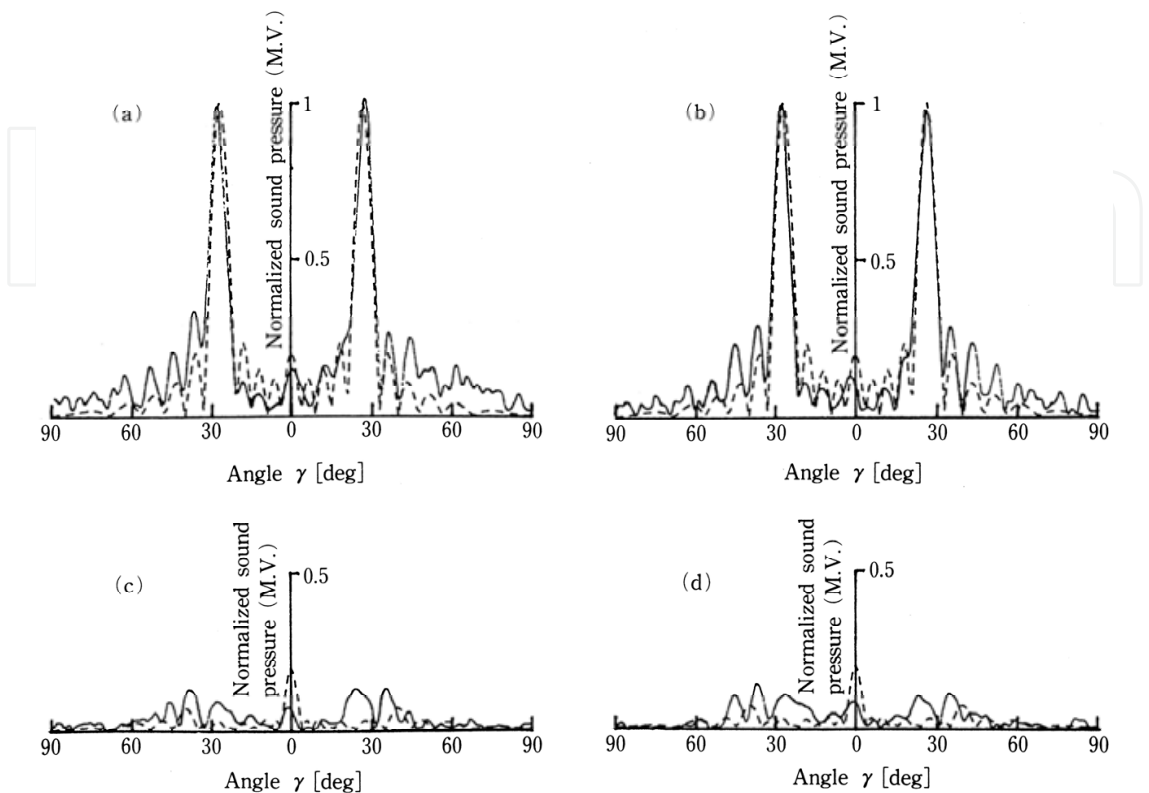 (a)
Normalized sound pressure (M.V.)
1
0.5
90 60 30 0 30 60 90
Angle γ [deg]
(b)
Normalized sound pressure (M.V.)
1
0.5
90 60 30 0 30 60 90
Angle γ [deg]
(c)
Normalized sound
pressure (M.V.)
0.5
90 60 30 0 30 60 90
Angle γ [deg]
(d)
Normalized sound
pressure (M.V.)
0.5
90 60 30 0 30 60 90
Angle γ [deg]